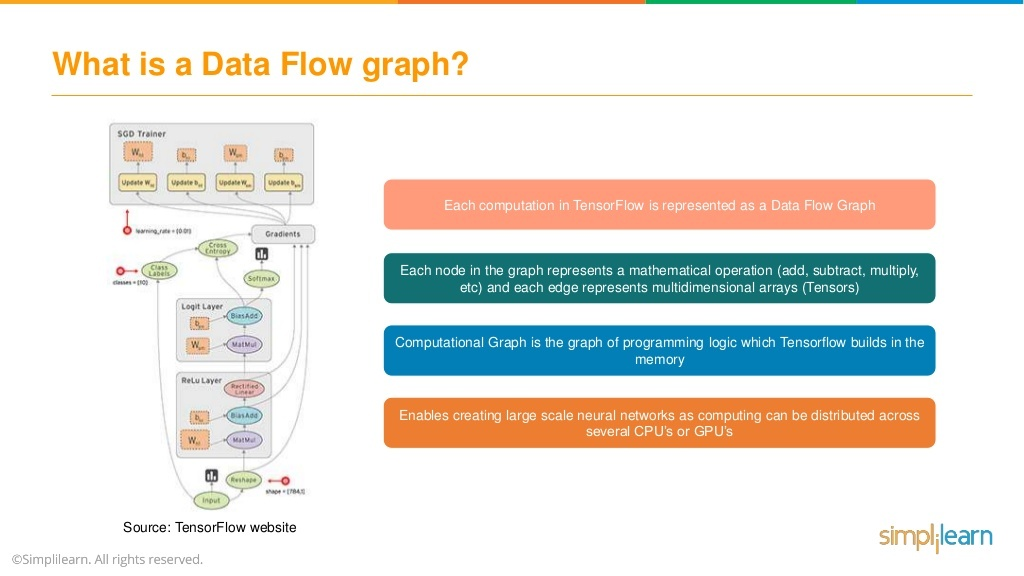 What is a Data Flow graph?
SGD Trainer
Update
Update
Update
Update
learning_rate = {0.01}
Gradients
Cross
Entropy
Class
Labels
classes = {10}
Softmax
Logit Layer
BiasAdd
MatMul
ReLu Layer
Rectified
Linear
BiasAdd
MatMul
Reshape
shape = {784,1}
Input
Source: TensorFlow website
Each computation in TensorFlow is represented as a Data Flow Graph
Each node in the graph represents a mathematical operation (add, subtract, multiply,
etc) and each edge represents multidimensional arrays (Tensors)
Computational Graph is the graph of programming logic which Tensorflow builds in the
memory
Enables creating large scale neural networks as computing can be distributed across
several CPU's or GPU's
©Simplilearn. All rights reserved.
simplilearn